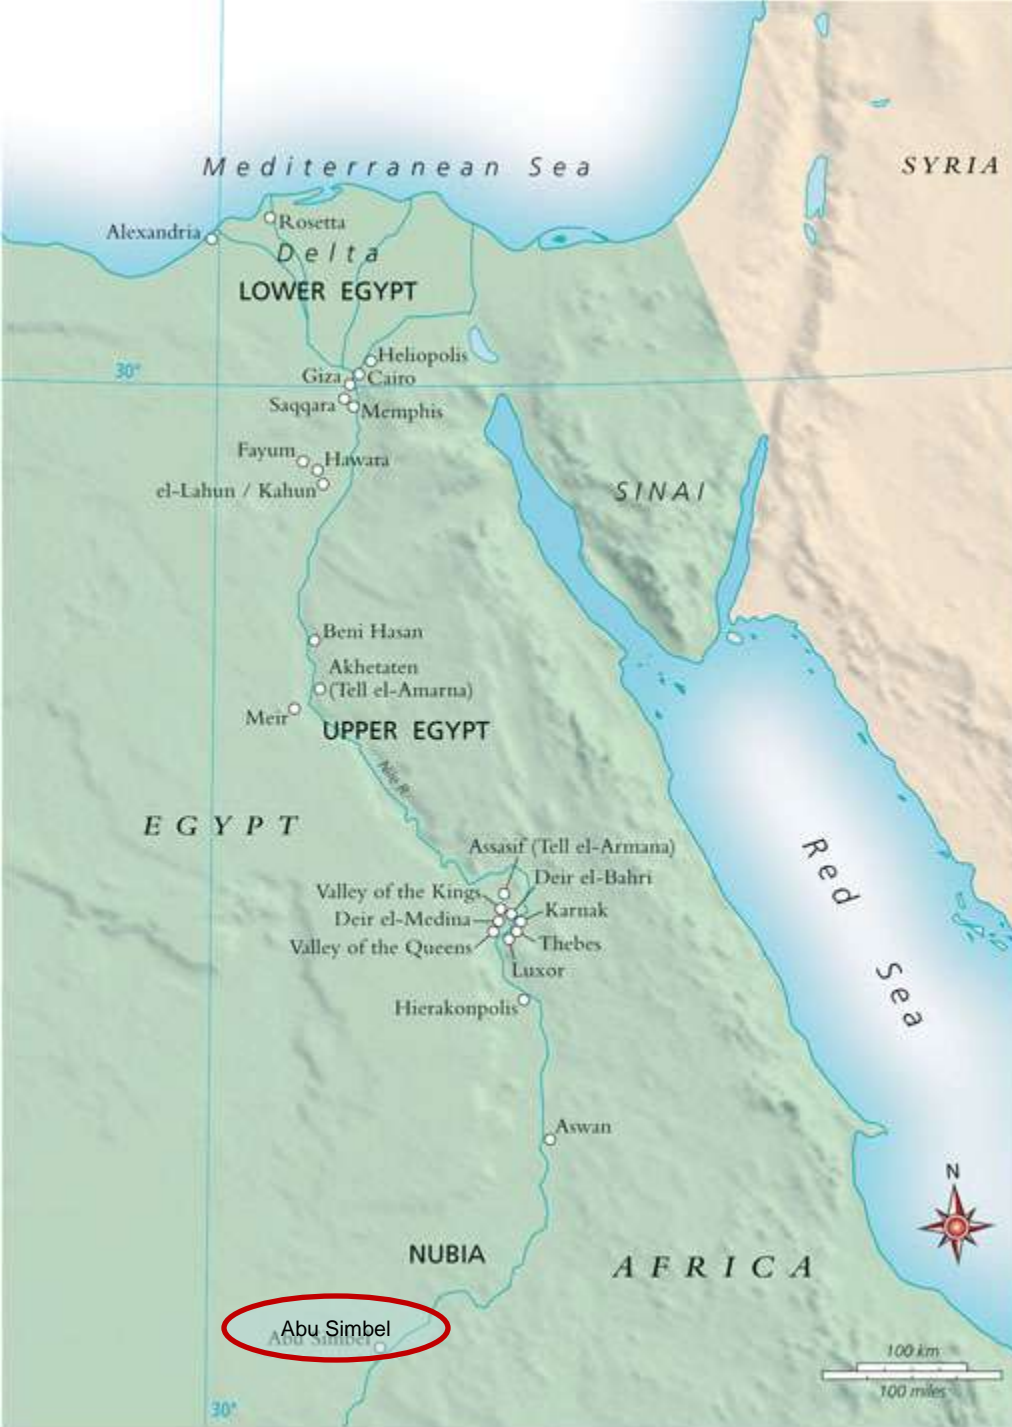 Mediterranean Sea
SYRIA
Rosetta
Alexandria
Delta
LOWER EGYPT
Heliopolis
30°
Giza
Cairo
Saqqara
Memphis
Fayum
Hawara
el-Lahun / Kahun
SINAI
Beni Hasan
Akhetaten
(Tell el-Amarna)
Meir
UPPER EGYPT
Nile R.
EGYPT
Red Sea
Assasif (Tell el-Armana)
Deir el-Bahri
Valley of the Kings
Karnak
Deir el-Medina
Thebes
Valley of the Queens
Luxor
Hierakonpolis
Aswan
N
NUBIA
AFRICA
Abu Simbel
Abu Simbel
100 km
100 miles
30°